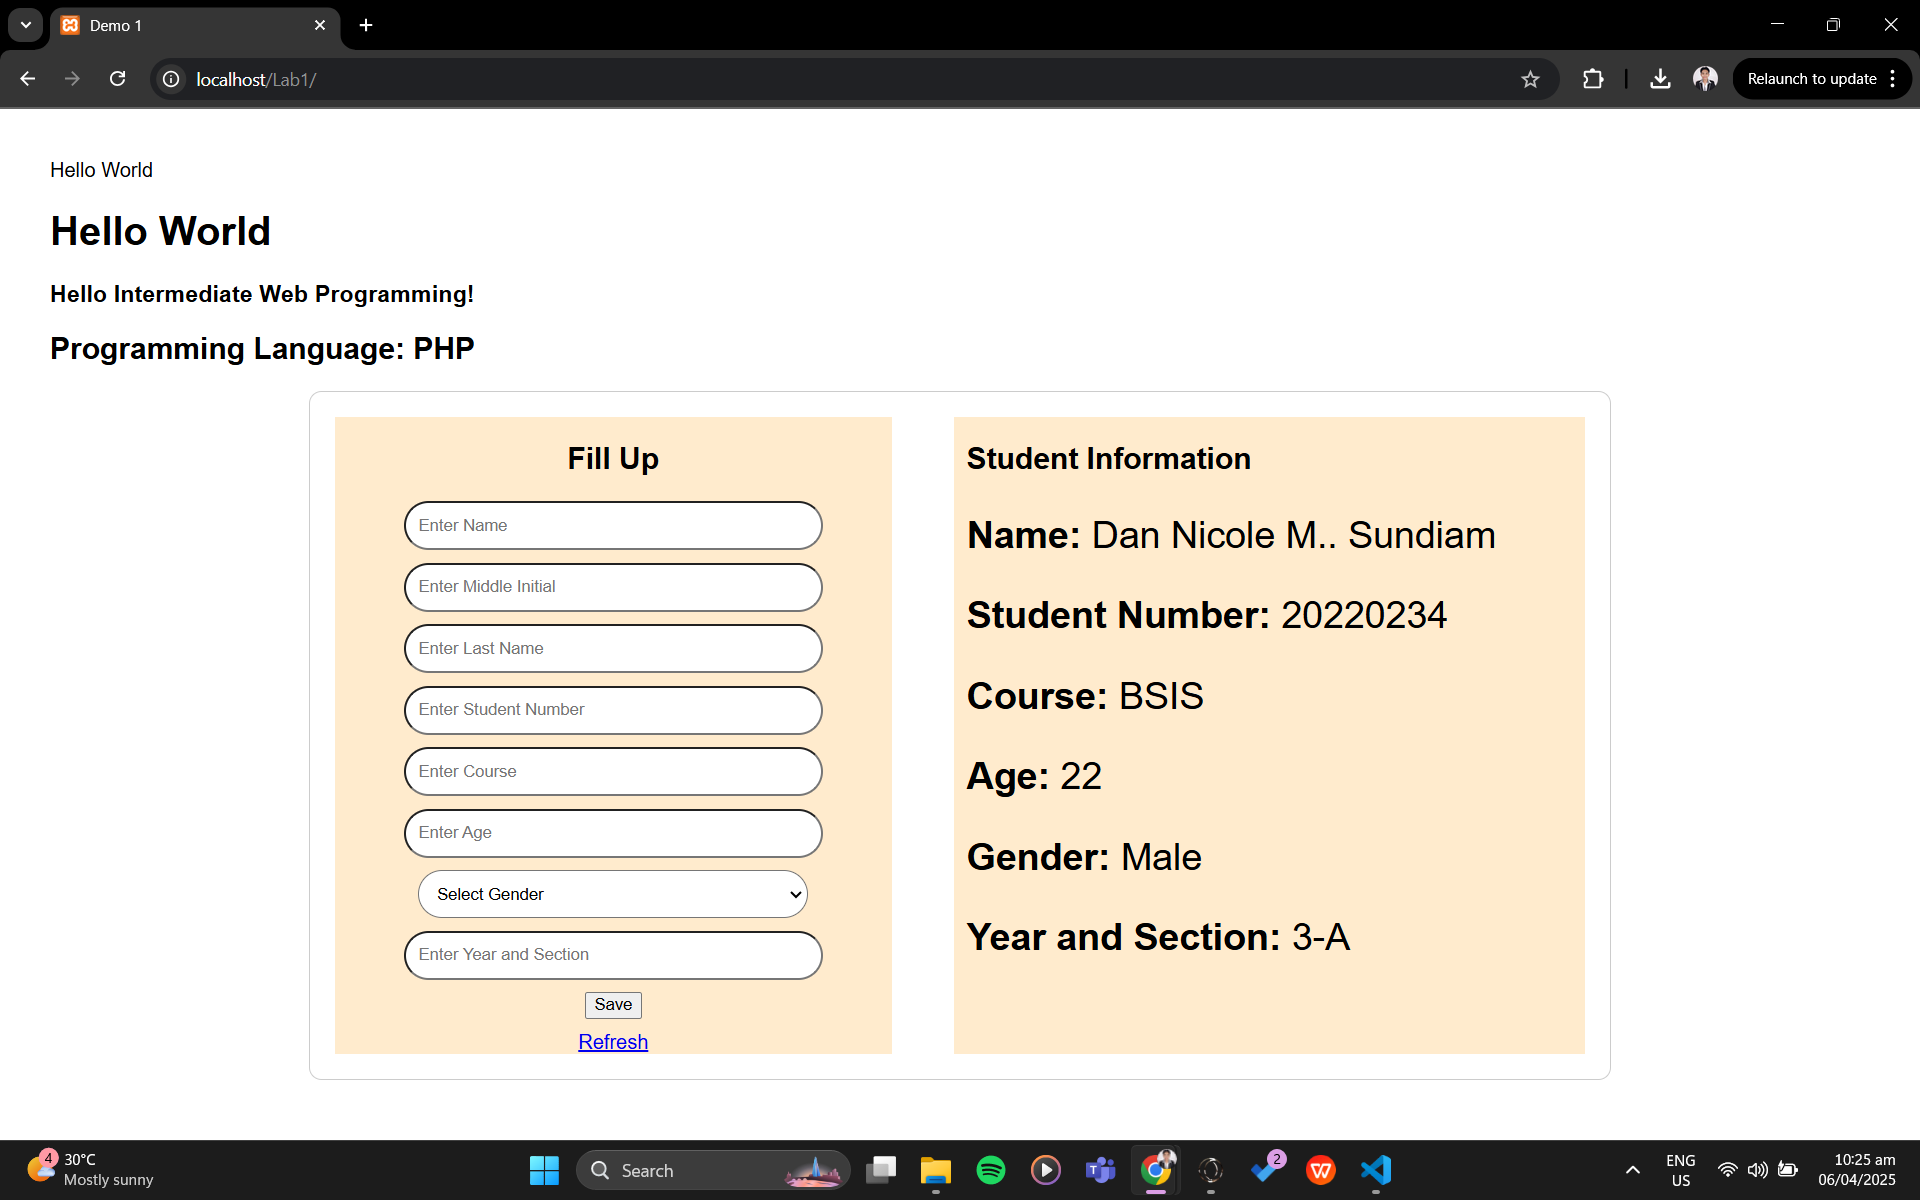 Demo 1
localhost/Lab1/
Relaunch to update
Hello World
Hello World
Hello Intermediate Web Programming!
Programming Language: PHP
Fill Up
Enter Name
Enter Middle Initial
Enter Last Name
Enter Student Number
Enter Course
Enter Age
Select Gender
Enter Year and Section
Save
Refresh
Student Information
Name: Dan Nicole M.. Sundiam
Student Number: 20220234
Course: BSIS
Age: 22
Gender: Male
Year and Section: 3-A
4
30°C
Mostly sunny
Search
2
ENG
US
10:25 am
06/04/2025